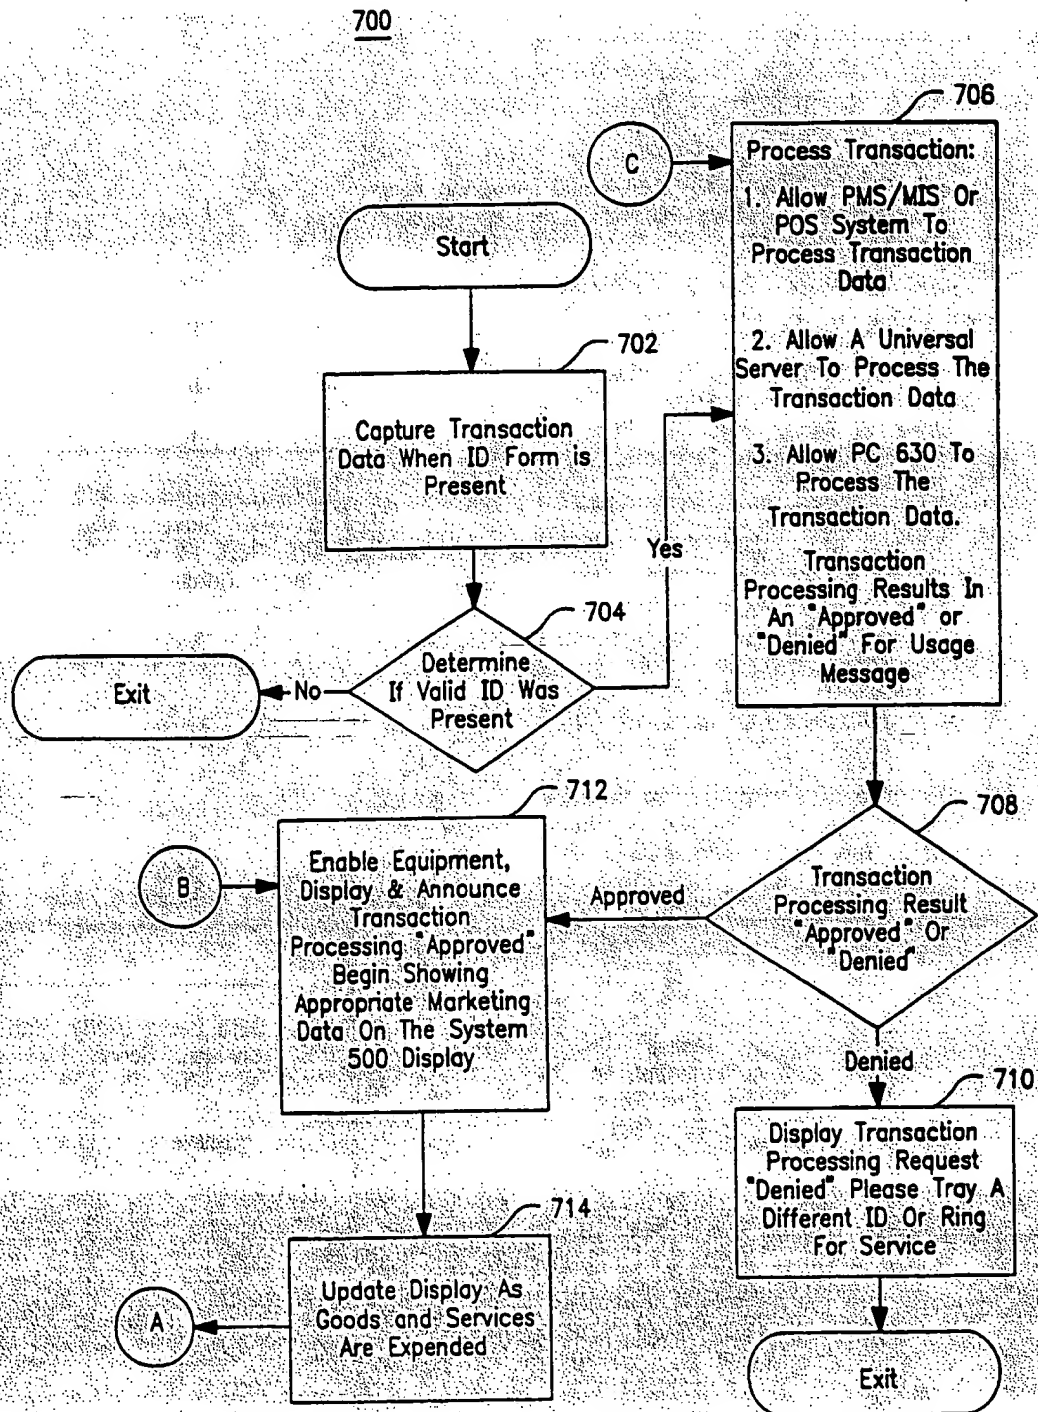 700
706
C
Process Transaction:
1. Allow PMS/MIS Or
POS System To
Process Transaction
Data
2. Allow A Universal
Server To Process The
Transaction Data
3. Allow PC 630 To
Process The
Transaction Data.
Transaction
Processing Results In
An "Approved" or
"Denied" For Usage
Message
Start
702
Capture Transaction
Data When ID Form is
Present
Yes
704
Determine
If Valid ID Was
Present
No
Exit
712
B
Enable Equipment,
Display & Announce
Transaction
Processing "Approved"
Begin Showing
Appropriate Marketing
Data On The System
500 Display
Approved
708
Transaction
Processing Result
"Approved" Or
"Denied"
Denied
710
Display Transaction
Processing Request
"Denied" Please Tray A
Different ID Or Ring
For Service
714
Update Display As
Goods and Services
Are Expended
A
Exit